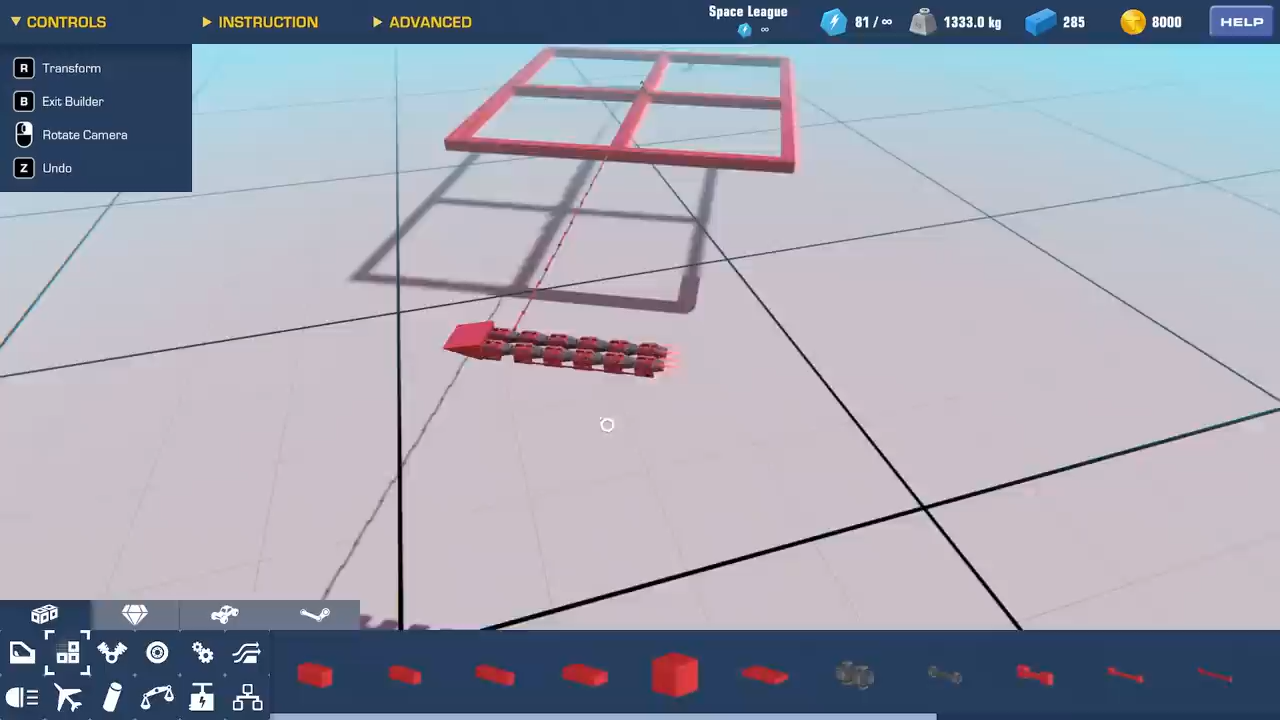 CONTROLS
INSTRUCTION
ADVANCED
Space League
∞
81 / ∞
1333.0 kg
285
8000
HELP
R Transform
B Exit Builder
Rotate Camera
Z Undo